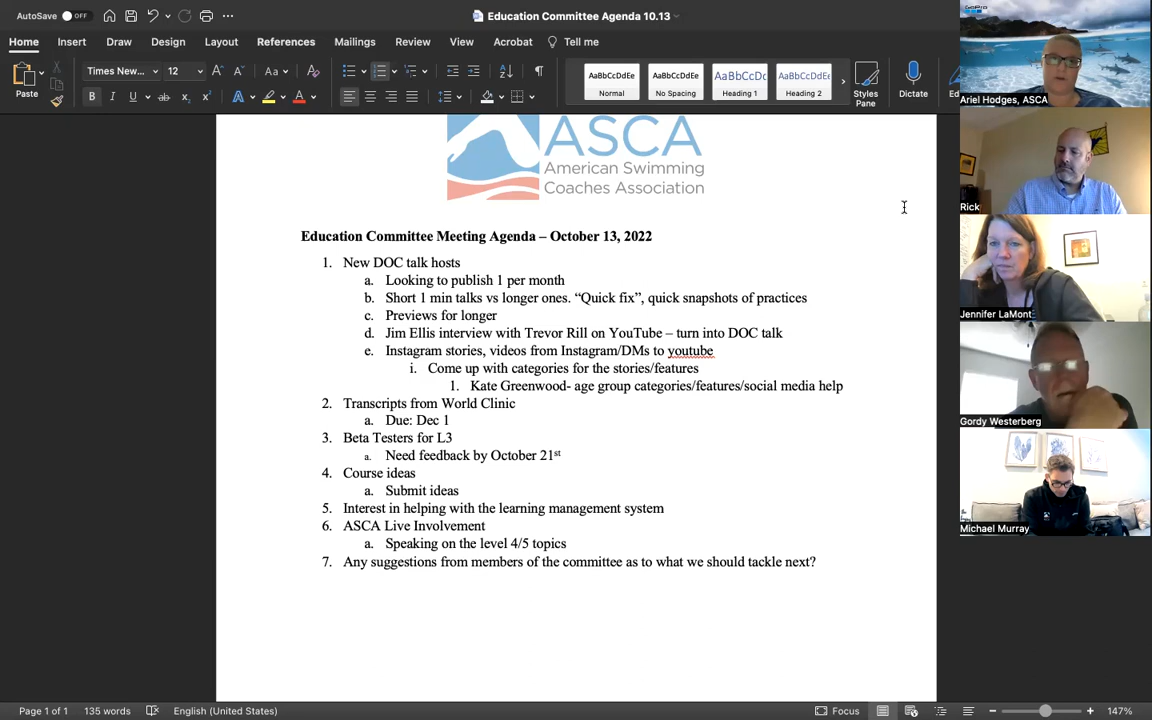 AutoSave OFF
Education Committee Agenda 10.13
Home Insert Draw Design Layout References Mailings Review View Acrobat Tell me
Paste
Times New... 12
Aa
B I U ab x₂ x²
AaBbCcDdEe Normal
AaBbCcDdEe No Spacing
AaBbCcDc Heading 1
AaBbCcDdEє Heading 2
Styles Pane
Dictate
ASCA
American Swimming
Coaches Association
Education Committee Meeting Agenda – October 13, 2022
1. New DOC talk hosts
a. Looking to publish 1 per month
b. Short 1 min talks vs longer ones. “Quick fix”, quick snapshots of practices
c. Previews for longer
d. Jim Ellis interview with Trevor Rill on YouTube – turn into DOC talk
e. Instagram stories, videos from Instagram/DMs to youtube
i. Come up with categories for the stories/features
1. Kate Greenwood- age group categories/features/social media help
2. Transcripts from World Clinic
a. Due: Dec 1
3. Beta Testers for L3
a. Need feedback by October 21st
4. Course ideas
a. Submit ideas
5. Interest in helping with the learning management system
6. ASCA Live Involvement
a. Speaking on the level 4/5 topics
7. Any suggestions from members of the committee as to what we should tackle next?
GoPro
Ariel Hodges, ASCA
Rick
Jennifer LaMont
Gordy Westerberg
Michael Murray
Page 1 of 1 135 words English (United States) Focus 147%